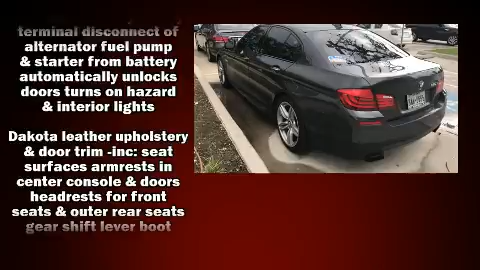 terminal disconnect of
alternator fuel pump
& starter from battery
automatically unlocks
doors turns on hazard
& interior lights
Dakota leather upholstery
& door trim -inc: seat
surfaces armrests in
center console & doors
headrests for front
seats & outer rear seats
gear shift lever boot